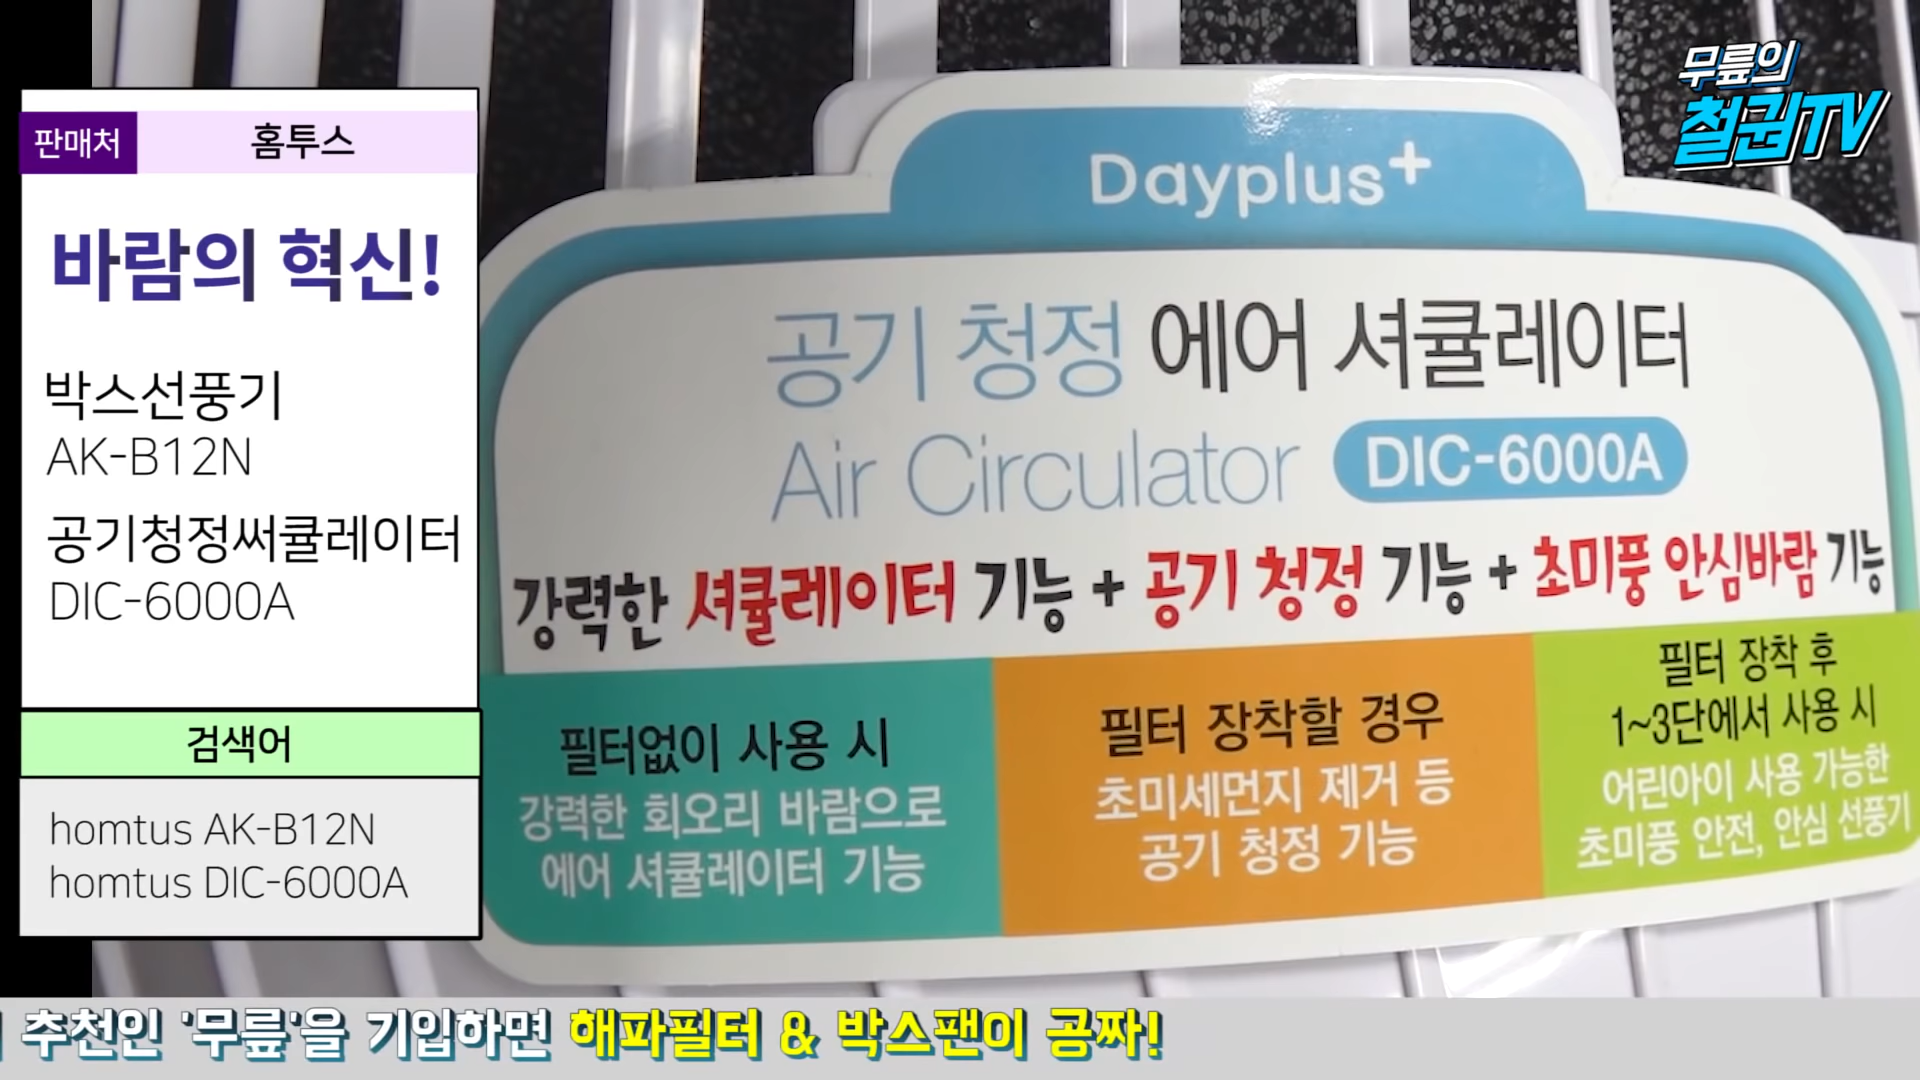 무릎의
철권TV
판매처
홈투스
바람의 혁신!
박스선풍기
AK-B12N
공기청정써큘레이터
DIC-6000A
검색어
homtus AK-B12N
homtus DIC-6000A
Dayplus+
공기 청정 에어 셔큘레이터
Air Circulator DIC-6000A
강력한 셔큘레이터 기능 + 공기 청정 기능 + 초미풍 안심바람 기능
필터없이 사용 시
강력한 회오리 바람으로
에어 셔큘레이터 기능
필터 장착할 경우
초미세먼지 제거 등
공기 청정 기능
필터 장착 후
1~3단에서 사용 시
어린아이 사용 가능한
초미풍 안전, 안심 선풍기
추천인 '무릎'을 기입하면 해파필터 & 박스팬이 공짜!